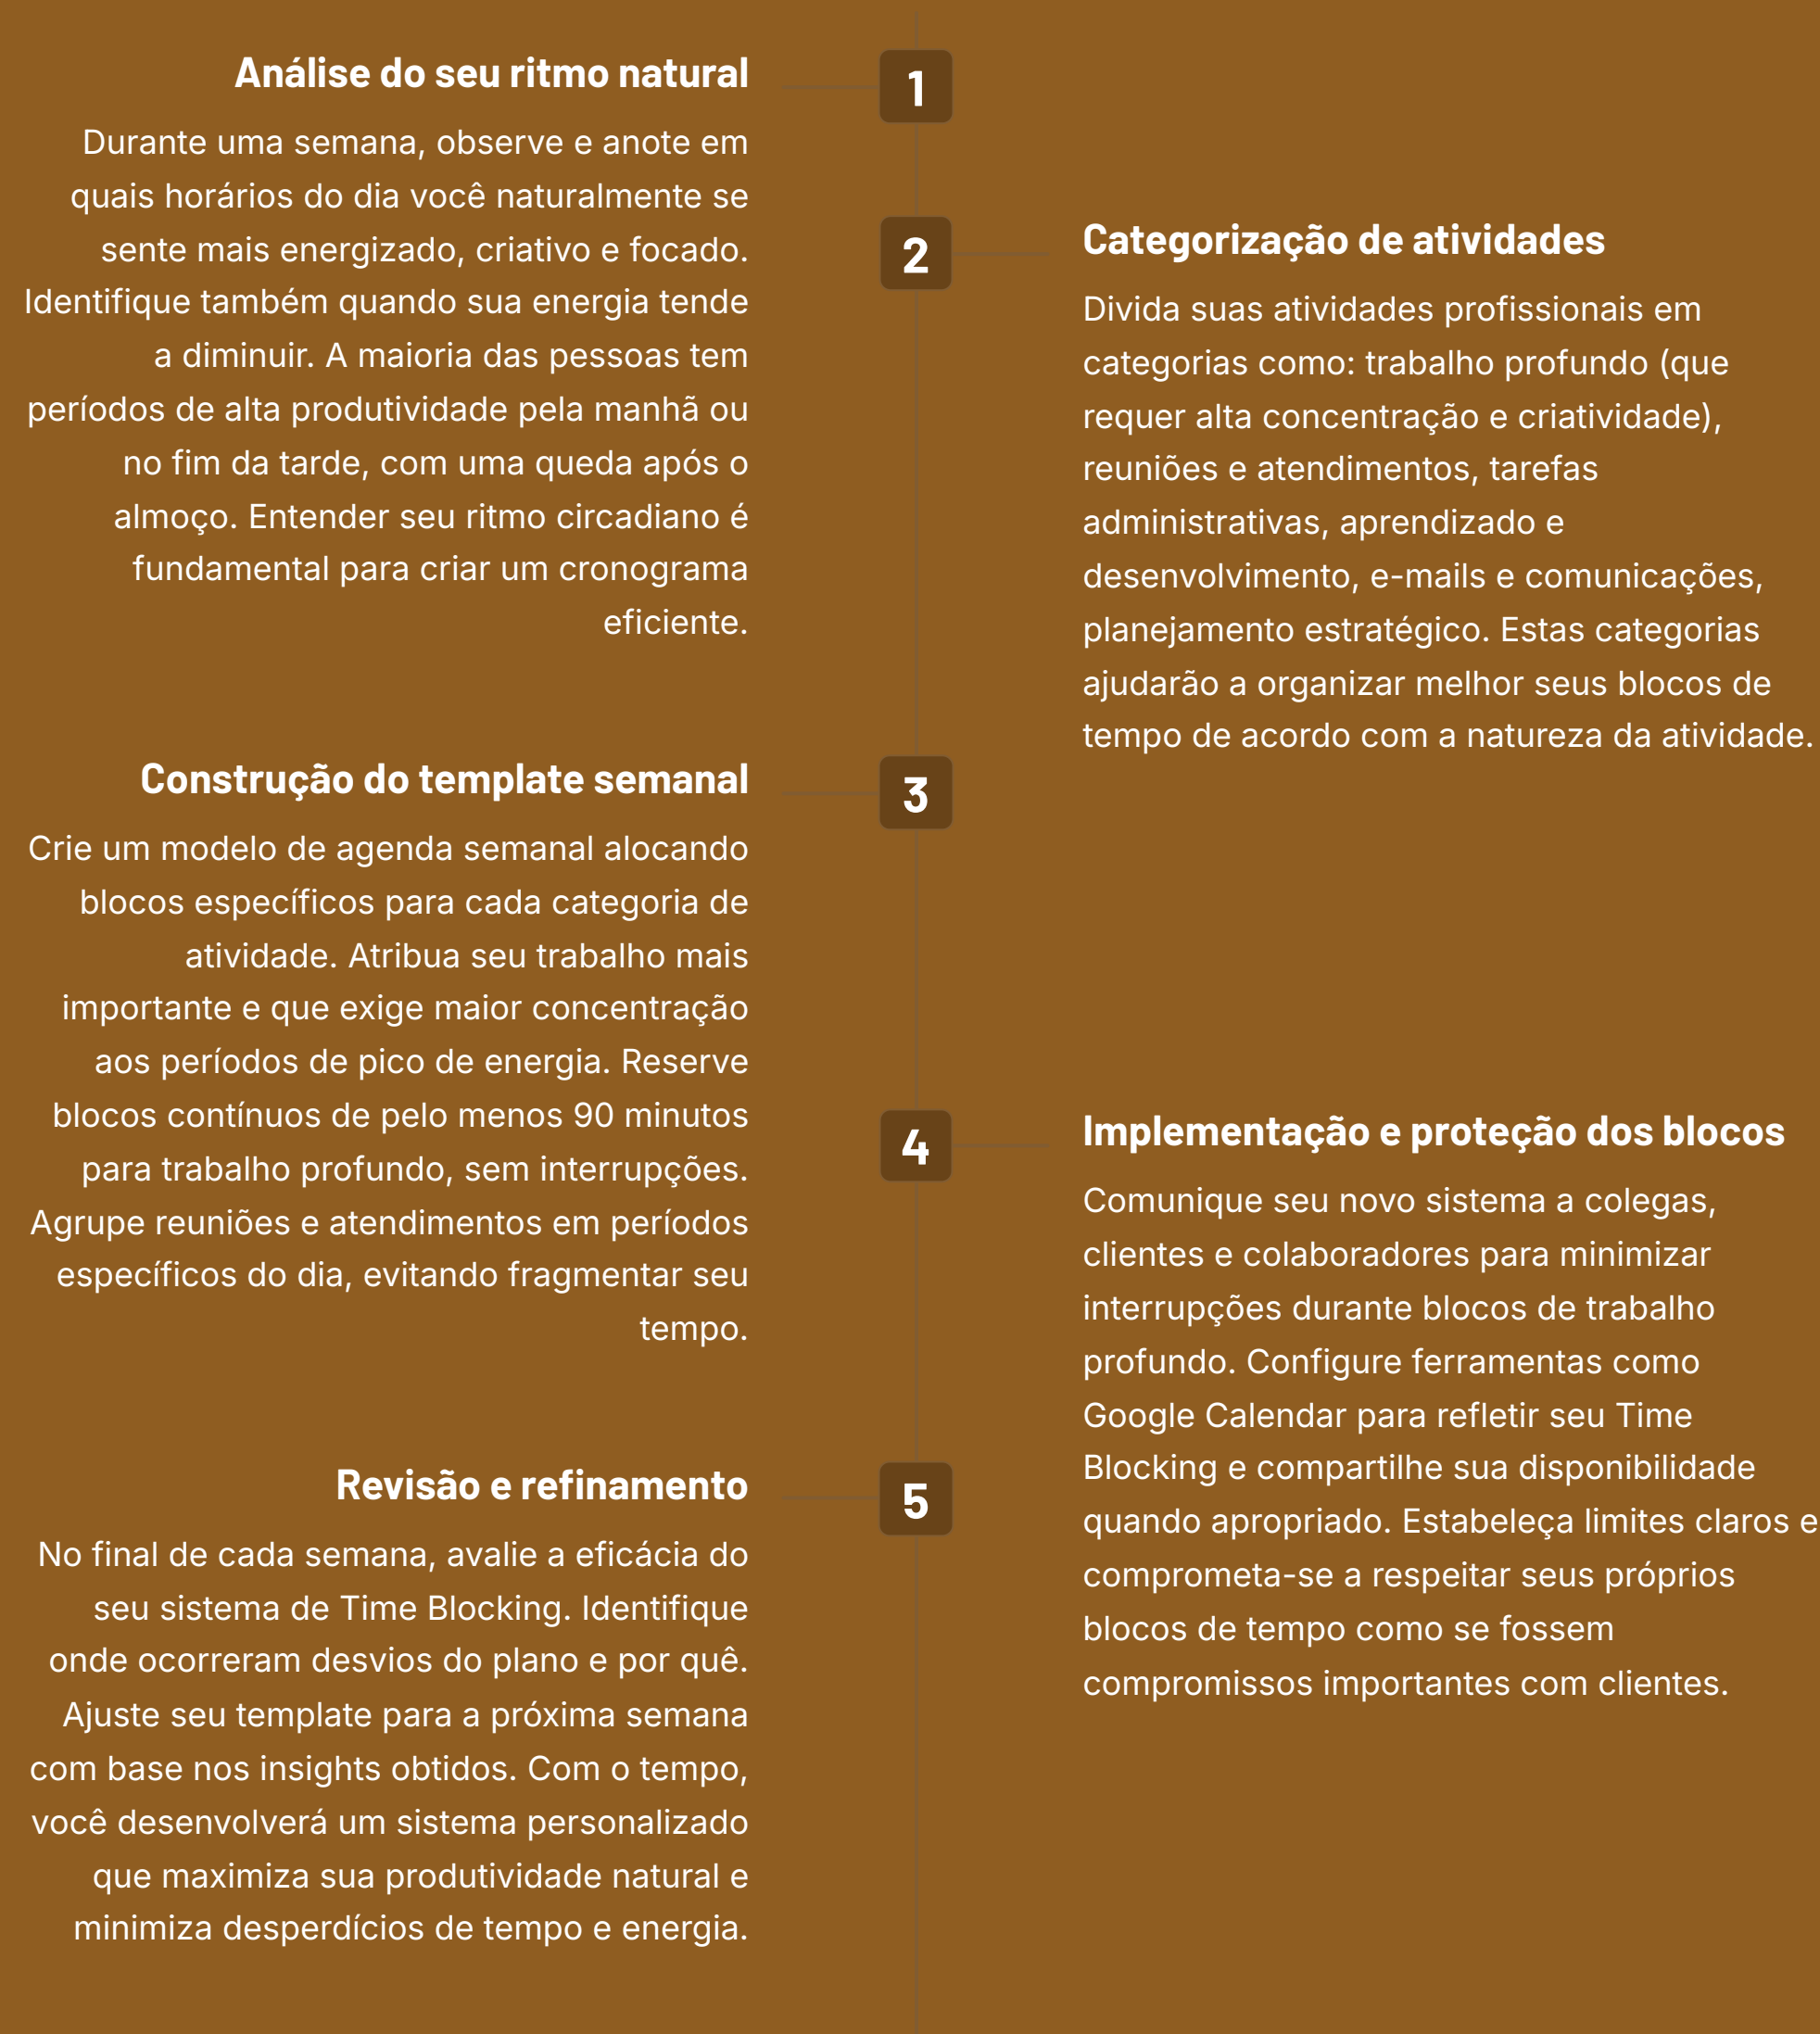 1
Análise do seu ritmo natural
Durante uma semana, observe e anote em
quais horários do dia você naturalmente se
sente mais energizado, criativo e focado.
Identifique também quando sua energia tende
a diminuir. A maioria das pessoas tem
períodos de alta produtividade pela manhã ou
no fim da tarde, com uma queda após o
almoço. Entender seu ritmo circadiano é
fundamental para criar um cronograma
eficiente.
2
Categorização de atividades
Divida suas atividades profissionais em
categorias como: trabalho profundo (que
requer alta concentração e criatividade),
reuniões e atendimentos, tarefas
administrativas, aprendizado e
desenvolvimento, e-mails e comunicações,
planejamento estratégico. Estas categorias
ajudarão a organizar melhor seus blocos de
tempo de acordo com a natureza da atividade.
3
Construção do template semanal
Crie um modelo de agenda semanal alocando
blocos específicos para cada categoria de
atividade. Atribua seu trabalho mais
importante e que exige maior concentração
aos períodos de pico de energia. Reserve
blocos contínuos de pelo menos 90 minutos
para trabalho profundo, sem interrupções.
Agrupe reuniões e atendimentos em períodos
específicos do dia, evitando fragmentar seu
tempo.
4
Implementação e proteção dos blocos
Comunique seu novo sistema a colegas,
clientes e colaboradores para minimizar
interrupções durante blocos de trabalho
profundo. Configure ferramentas como
Google Calendar para refletir seu Time
Blocking e compartilhe sua disponibilidade
quando apropriado. Estabeleça limites claros e
comprometa-se a respeitar seus próprios
blocos de tempo como se fossem
compromissos importantes com clientes.
5
Revisão e refinamento
No final de cada semana, avalie a eficácia do
seu sistema de Time Blocking. Identifique
onde ocorreram desvios do plano e por quê.
Ajuste seu template para a próxima semana
com base nos insights obtidos. Com o tempo,
você desenvolverá um sistema personalizado
que maximiza sua produtividade natural e
minimiza desperdícios de tempo e energia.